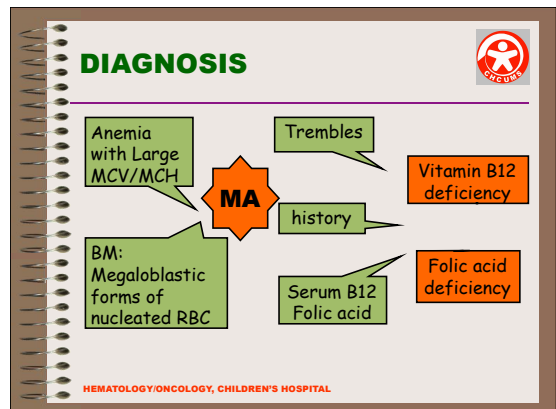 DIAGNOSIS
CHCUMS
Anemia
with Large
MCV/MCH
Trembles
Vitamin B12
deficiency
MA
history
BM:
Megaloblastic
forms of
nucleated RBC
Serum B12
Folic acid
Folic acid
deficiency
HEMATOLOGY/ONCOLOGY, CHILDREN'S HOSPITAL